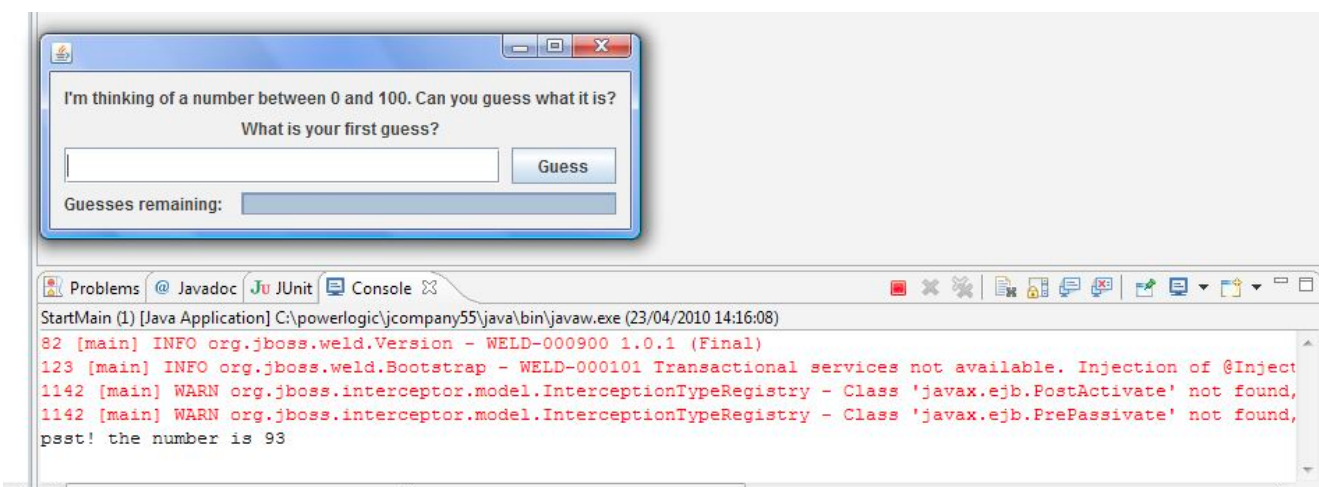 I'm thinking of a number between 0 and 100. Can you guess what it is?
What is your first guess?
Guess
Guesses remaining:
Problems @ Javadoc Ju JUnit Console
StartMain (1) [Java Application] C:\powerlogic\jcompany55\java\bin\javaw.exe (23/04/2010 14:16:08)
82 [main] INFO org.jboss.weld.Version - WELD-000900 1.0.1 (Final)
123 [main] INFO org.jboss.weld.Bootstrap - WELD-000101 Transactional services not available. Injection of @Inject
1142 [main] WARN org.jboss.interceptor.model.InterceptionTypeRegistry - Class 'javax.ejb.PostActivate' not found,
1142 [main] WARN org.jboss.interceptor.model.InterceptionTypeRegistry - Class 'javax.ejb.PrePassivate' not found,
psst! the number is 93